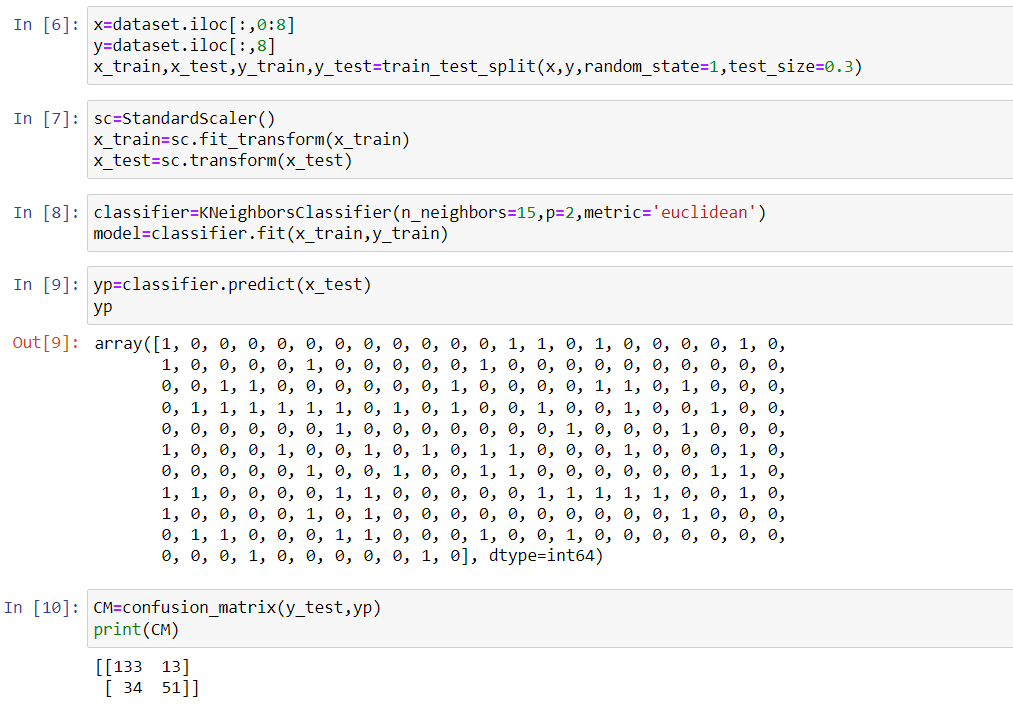 In [6]: x=dataset.iloc[:,0:8]
y=dataset.iloc[:,8]
x_train,x_test,y_train,y_test=train_test_split(x,y,random_state=1,test_size=0.3)
In [7]: sc=StandardScaler()
x_train=sc.fit_transform(x_train)
x_test=sc.transform(x_test)
In [8]: classifier=KNeighborsClassifier(n_neighbors=15,p=2,metric='euclidean')
model=classifier.fit(x_train,y_train)
In [9]: yp=classifier.predict(x_test)
yp
Out[9]: array([1, 0, 0, 0, 0, 0, 0, 0, 0, 0, 0, 0, 1, 1, 0, 1, 0, 0, 0, 0, 1, 0,
1, 0, 0, 0, 0, 1, 0, 0, 0, 0, 0, 1, 0, 0, 0, 0, 0, 0, 0, 0, 0, 0,
0, 0, 1, 1, 0, 0, 0, 0, 0, 0, 1, 0, 0, 0, 0, 1, 1, 0, 1, 0, 0, 0,
0, 1, 1, 1, 1, 1, 1, 0, 1, 0, 1, 0, 0, 1, 0, 0, 1, 0, 0, 1, 0, 0,
0, 0, 0, 0, 0, 0, 1, 0, 0, 0, 0, 0, 0, 0, 1, 0, 0, 0, 1, 0, 0, 0,
1, 0, 0, 0, 1, 0, 0, 1, 0, 1, 0, 1, 1, 0, 0, 0, 1, 0, 0, 0, 1, 0,
0, 0, 0, 0, 0, 1, 0, 0, 1, 0, 0, 1, 1, 0, 0, 0, 0, 0, 0, 1, 1, 0,
1, 1, 0, 0, 0, 0, 1, 1, 0, 0, 0, 0, 0, 1, 1, 1, 1, 1, 0, 0, 1, 0,
1, 0, 0, 0, 0, 1, 0, 1, 0, 0, 0, 0, 0, 0, 0, 0, 0, 0, 1, 0, 0, 0,
0, 1, 1, 0, 0, 0, 1, 1, 0, 0, 0, 1, 0, 0, 1, 0, 0, 0, 0, 0, 0, 0,
0, 0, 0, 1, 0, 0, 0, 0, 0, 1, 0], dtype=int64)
In [10]: CM=confusion_matrix(y_test,yp)
print(CM)
[[133 13]
[ 34 51]]